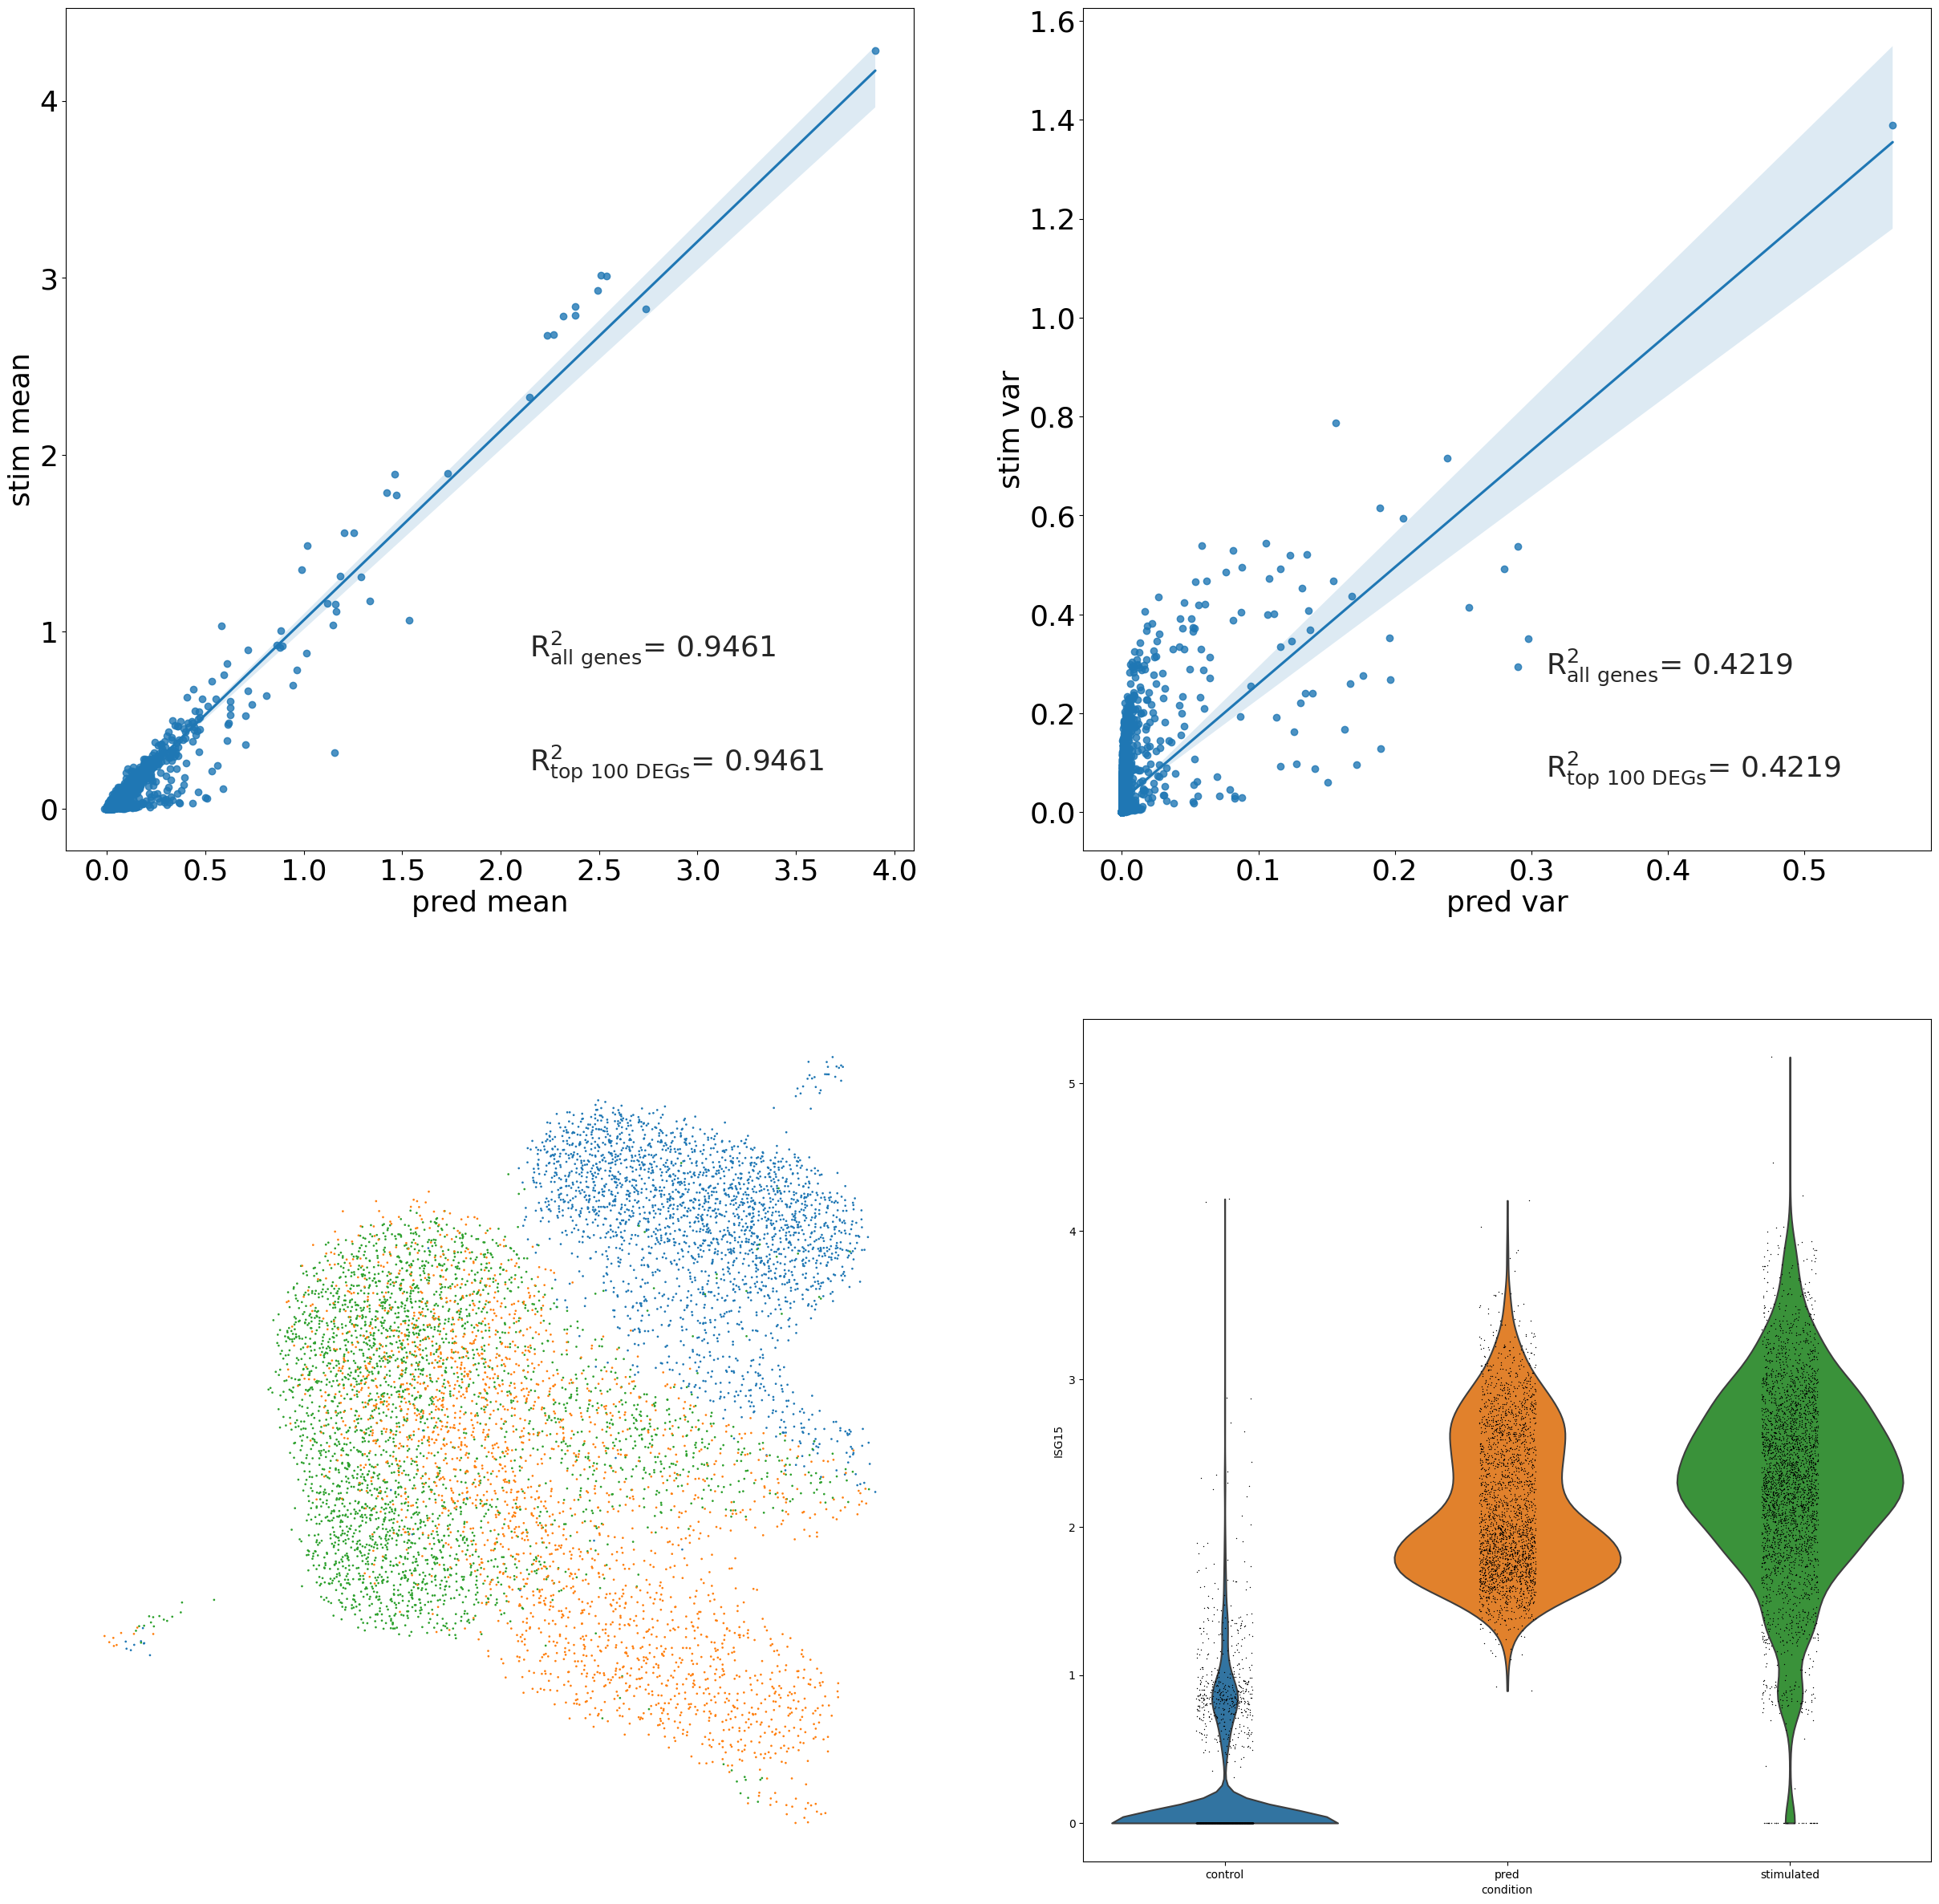 4
3
2
1
0
stim mean
R²all genes= 0.9461
R²top 100 DEGs= 0.9461
0.0 0.5 1.0 1.5 2.0 2.5 3.0 3.5 4.0
pred mean
1.6
1.4
1.2
1.0
0.8
0.6
0.4
0.2
0.0
stim var
R²all genes= 0.4219
R²top 100 DEGs= 0.4219
0.0 0.1 0.2 0.3 0.4 0.5
pred var
5
4
3
2
1
0
ISG15
control pred stimulated
condition